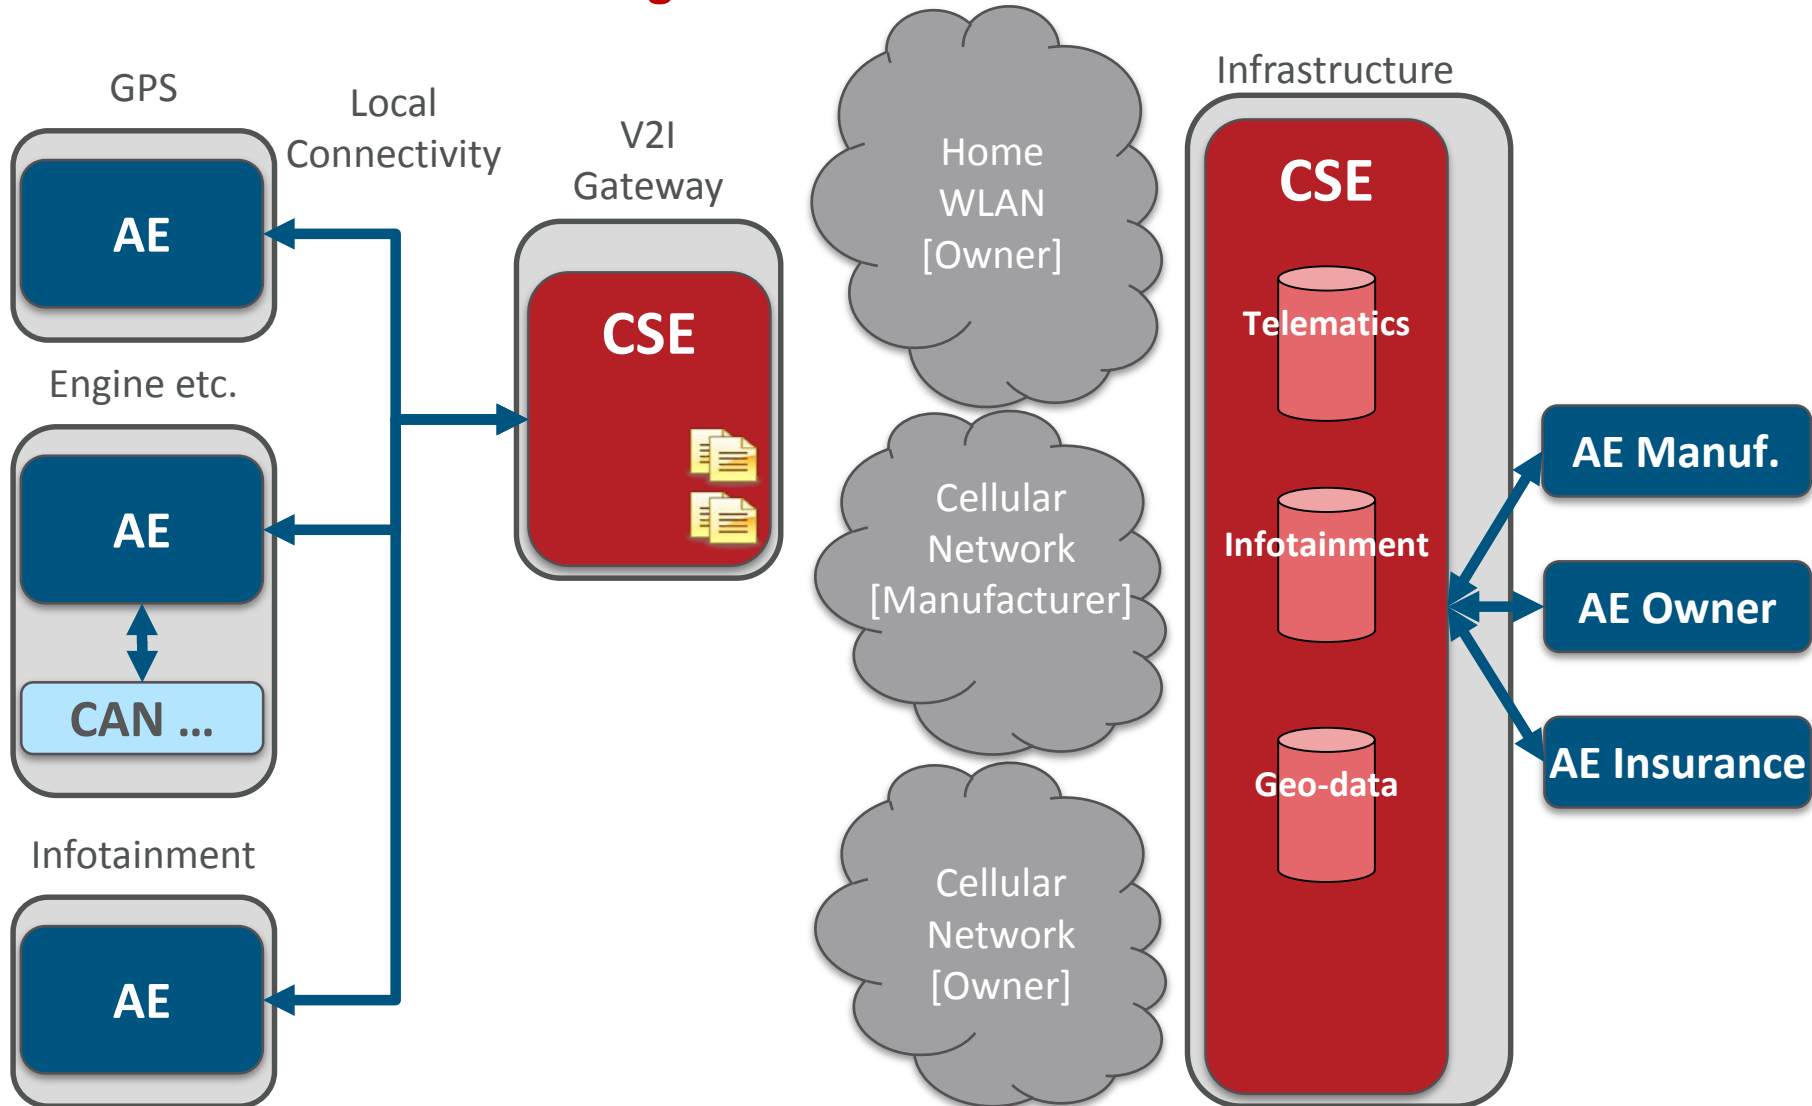 GPS
AE
Local
Connectivity
Engine etc.
AE
CAN ...
Infotainment
AE
V2I
Gateway
CSE
Home
WLAN
[Owner]
Cellular
Network
[Manufacturer]
Cellular
Network
[Owner]
Infrastructure
CSE
Telematics
Infotainment
Geo-data
AE Manuf.
AE Owner
AE Insurance